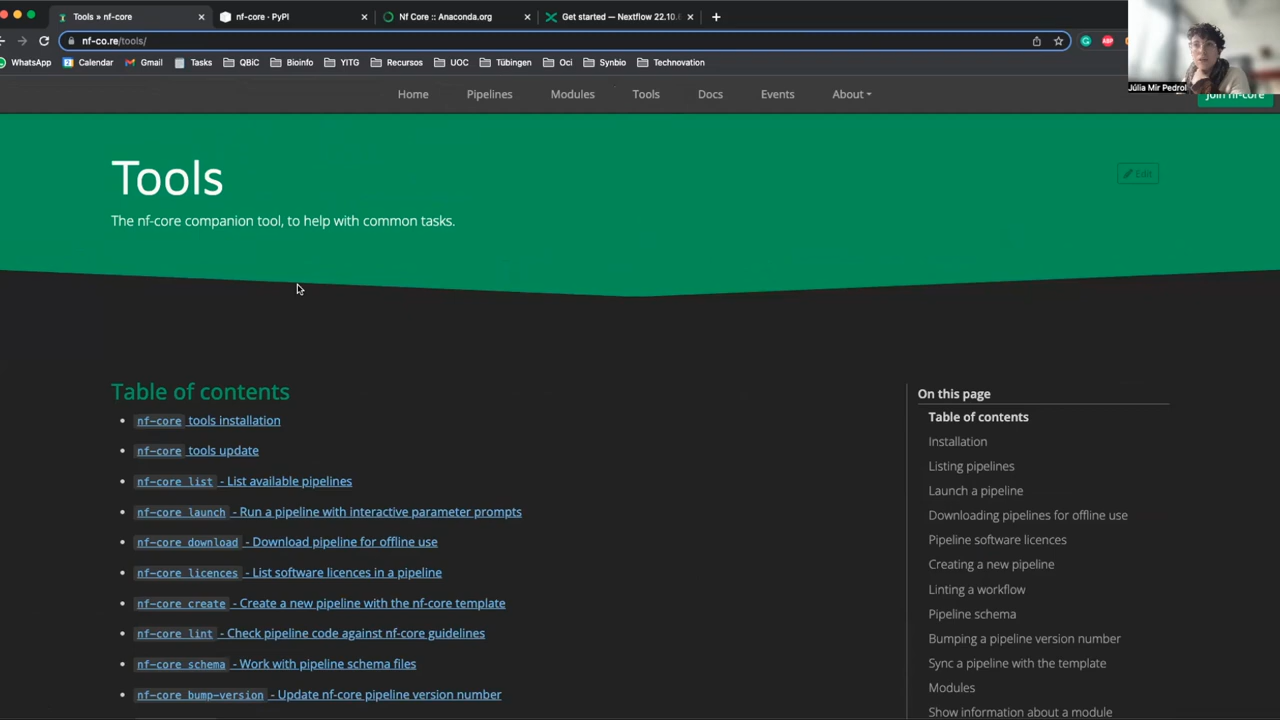 Tools » nf-core
nf-core · PyPI
Nf Core :: Anaconda.org
Get started — Nextflow 22.10.
nf-co.re/tools/
WhatsApp
Calendar
Gmail
Tasks
QBiC
Bioinfo
YITG
Recursos
UOC
Tübingen
Oci
Synbio
Technovation
ABP
Júlia Mir Pedrol
Home
Pipelines
Modules
Tools
Docs
Events
About
Join nf-core
Tools
The nf-core companion tool, to help with common tasks.
Edit
Table of contents
nf-core tools installation
nf-core tools update
nf-core list - List available pipelines
nf-core launch - Run a pipeline with interactive parameter prompts
nf-core download - Download pipeline for offline use
nf-core licences - List software licences in a pipeline
nf-core create - Create a new pipeline with the nf-core template
nf-core lint - Check pipeline code against nf-core guidelines
nf-core schema - Work with pipeline schema files
nf-core bump-version - Update nf-core pipeline version number
On this page
Table of contents
Installation
Listing pipelines
Launch a pipeline
Downloading pipelines for offline use
Pipeline software licences
Creating a new pipeline
Linting a workflow
Pipeline schema
Bumping a pipeline version number
Sync a pipeline with the template
Modules
Show information about a module